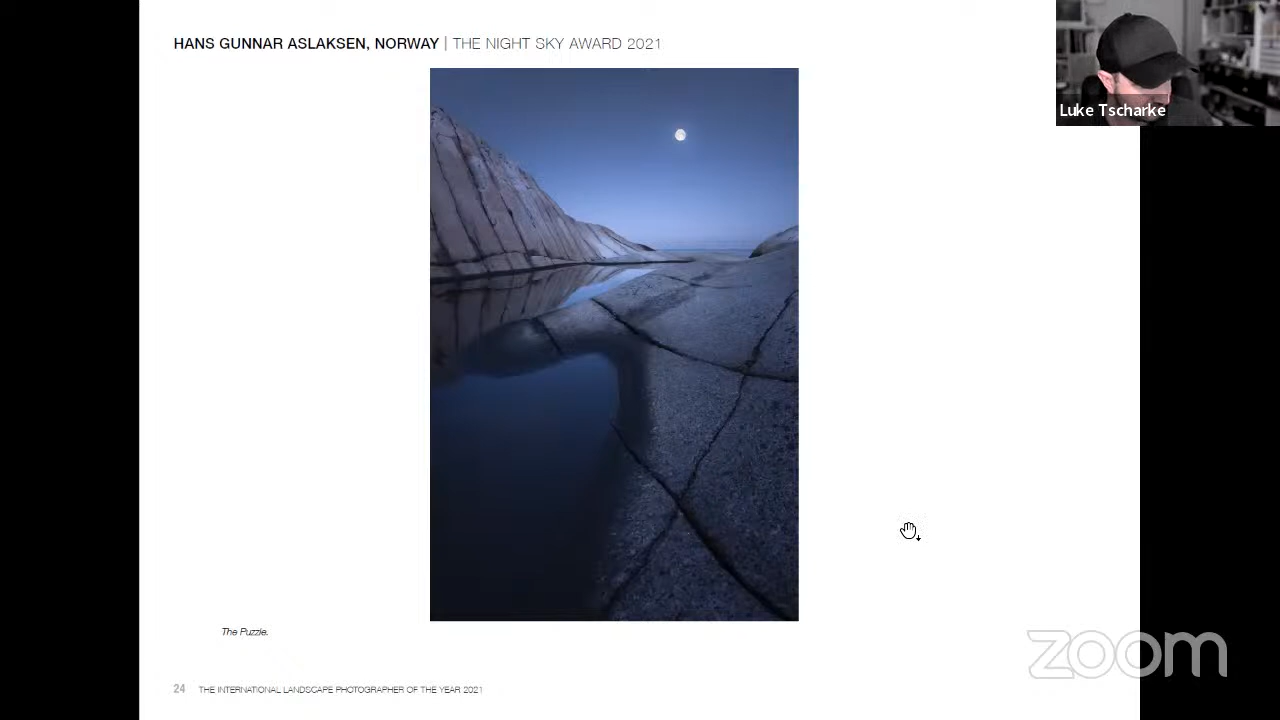 HANS GUNNAR ASLAKSEN, NORWAY | THE NIGHT SKY AWARD 2021
Luke Tscharke
The Puzzle.
zoom
24 THE INTERNATIONAL LANDSCAPE PHOTOGRAPHER OF THE YEAR 2021